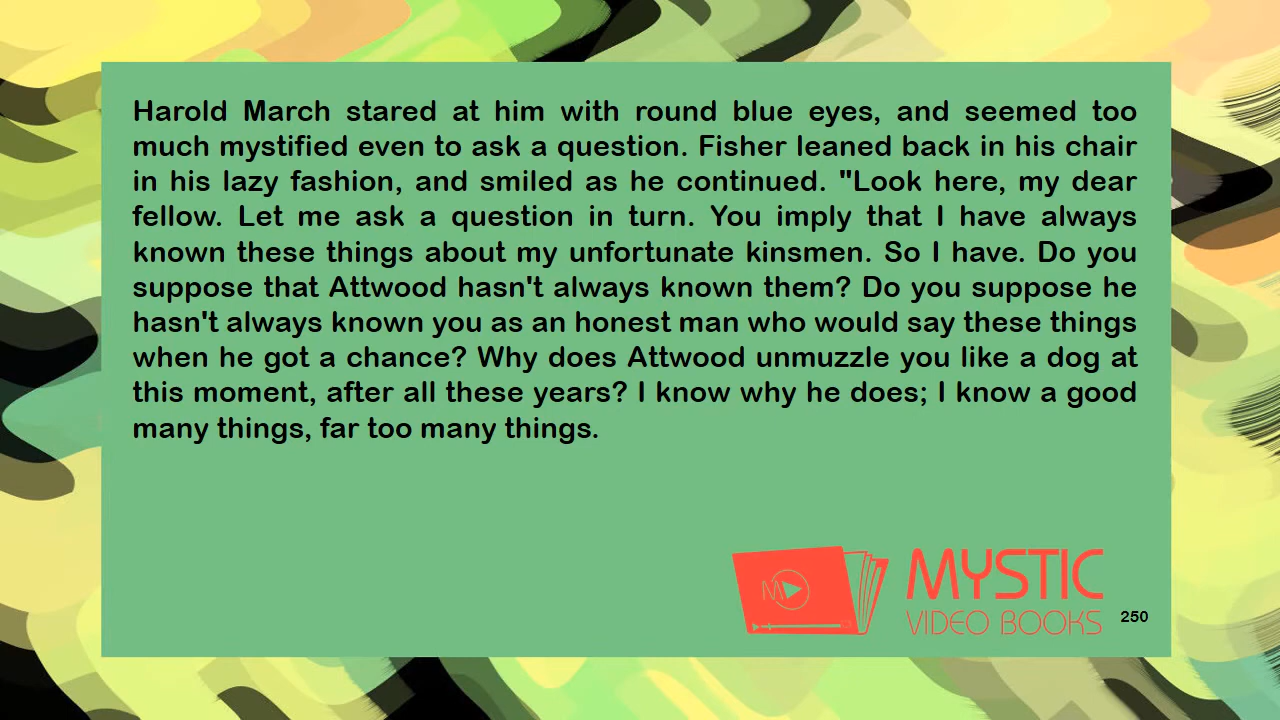 Harold March stared at him with round blue eyes, and seemed too
much mystified even to ask a question. Fisher leaned back in his chair
in his lazy fashion, and smiled as he continued. "Look here, my dear
fellow. Let me ask a question in turn. You imply that I have always
known these things about my unfortunate kinsmen. So I have. Do you
suppose that Attwood hasn't always known them? Do you suppose he
hasn't always known you as an honest man who would say these things
when he got a chance? Why does Attwood unmuzzle you like a dog at
this moment, after all these years? I know why he does; I know a good
many things, far too many things.
M
MYSTIC
VIDEO BOOKS
250